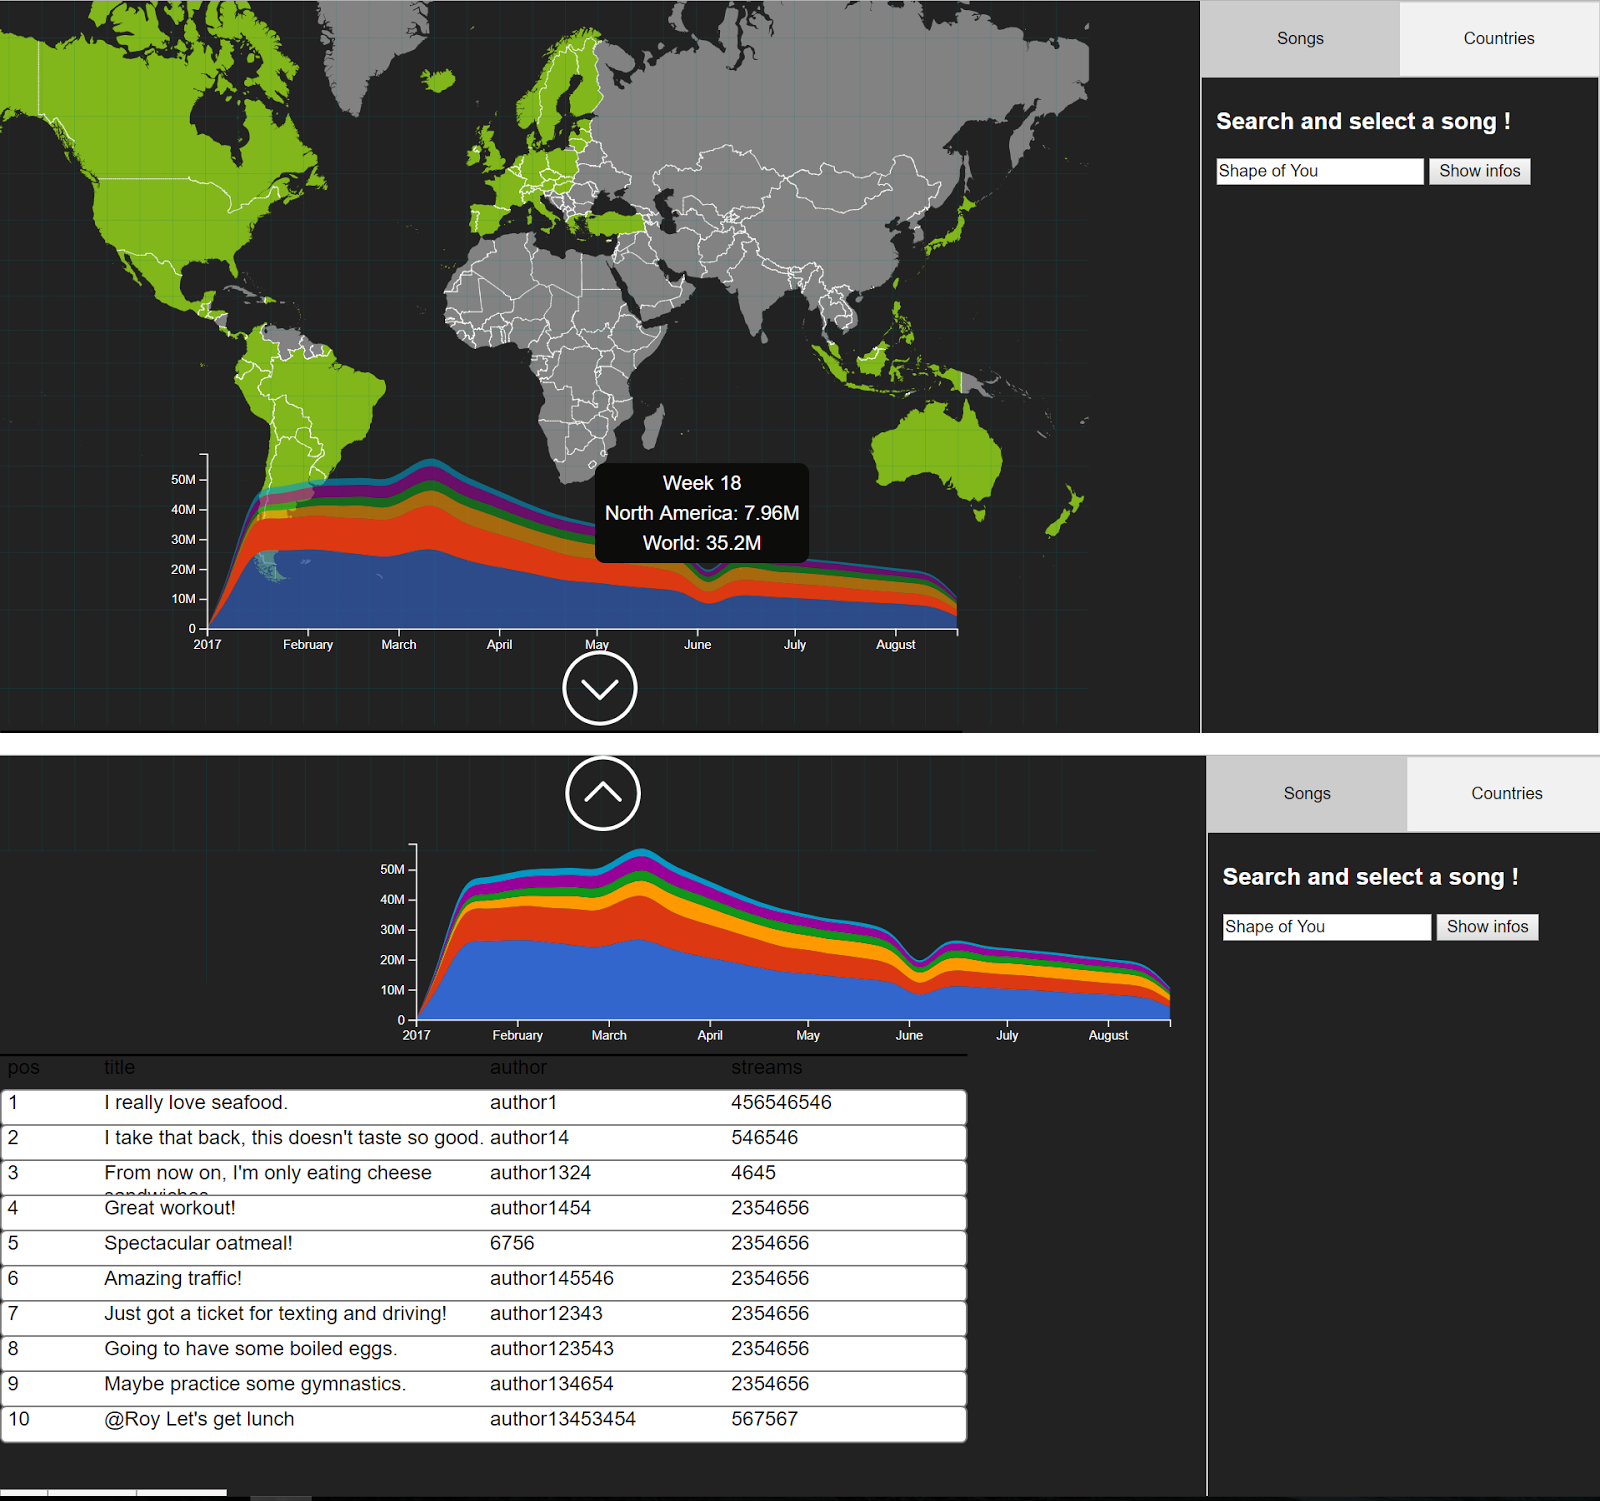 Songs Countries
Search and select a song !
Shape of You Show infos
Week 18
North America: 7.96M
World: 35.2M
50M
40M
30M
20M
10M
0
2017 February March April May June July August
Songs Countries
Search and select a song !
Shape of You Show infos
50M
40M
30M
20M
10M
0
2017 February March April May June July August
pos title author streams
1 I really love seafood. author1 456546546
2 I take that back, this doesn't taste so good. author14 546546
3 From now on, I'm only eating cheese author1324 4645
4 Great workout! author1454 2354656
5 Spectacular oatmeal! 6756 2354656
6 Amazing traffic! author145546 2354656
7 Just got a ticket for texting and driving! author12343 2354656
8 Going to have some boiled eggs. author123543 2354656
9 Maybe practice some gymnastics. author134654 2354656
10 @Roy Let's get lunch author13453454 567567